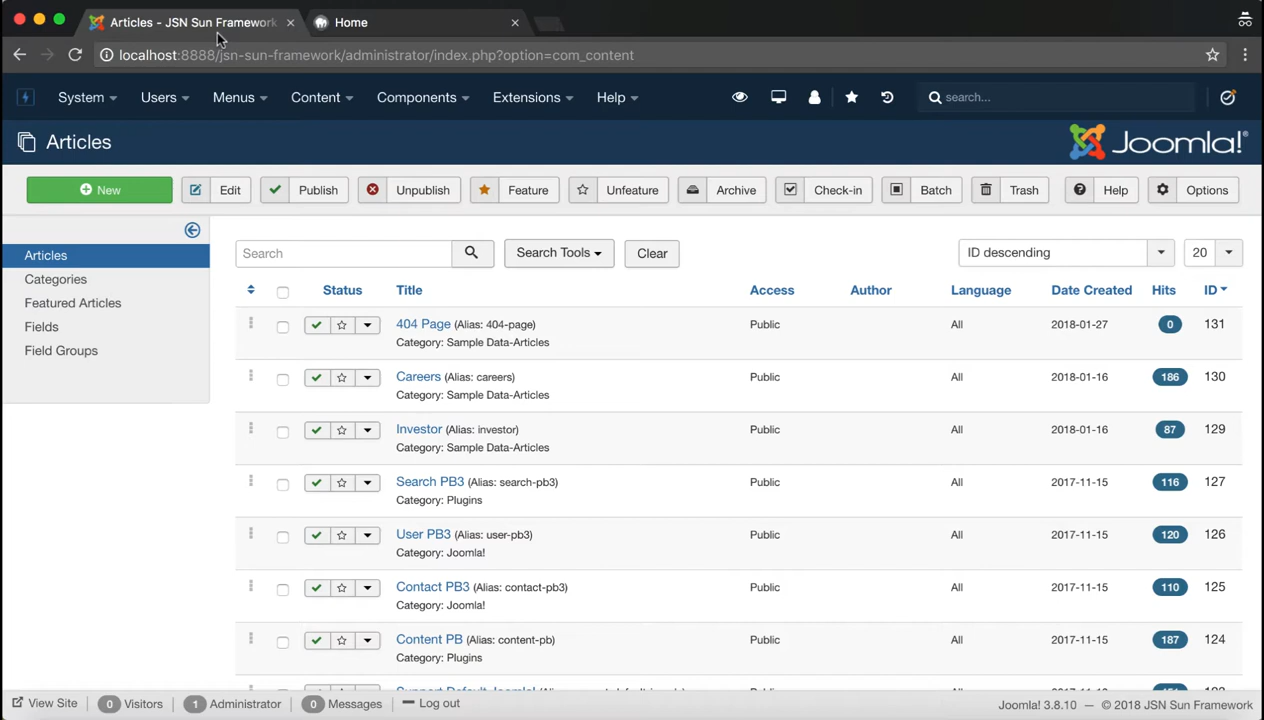 Articles - JSN Sun Framework
Home
localhost:8888/jsn-sun-framework/administrator/index.php?option=com_content
System Users Menus Content Components Extensions Help search...
Articles
Joomla!®
New Edit Publish Unpublish Feature Unfeature Archive Check-in Batch Trash Help Options
Articles
Categories
Featured Articles
Fields
Field Groups
Search Search Tools Clear ID descending 20
Status Title Access Author Language Date Created Hits ID
404 Page (Alias: 404-page) Public All 2018-01-27 0 131
Category: Sample Data-Articles
Careers (Alias: careers) Public All 2018-01-16 186 130
Category: Sample Data-Articles
Investor (Alias: investor) Public All 2018-01-16 87 129
Category: Sample Data-Articles
Search PB3 (Alias: search-pb3) Public All 2017-11-15 116 127
Category: Plugins
User PB3 (Alias: user-pb3) Public All 2017-11-15 120 126
Category: Joomla!
Contact PB3 (Alias: contact-pb3) Public All 2017-11-15 110 125
Category: Joomla!
Content PB (Alias: content-pb) Public All 2017-11-15 187 124
Category: Plugins
View Site 0 Visitors 1 Administrator 0 Messages Log out Joomla! 3.8.10 — © 2018 JSN Sun Framework